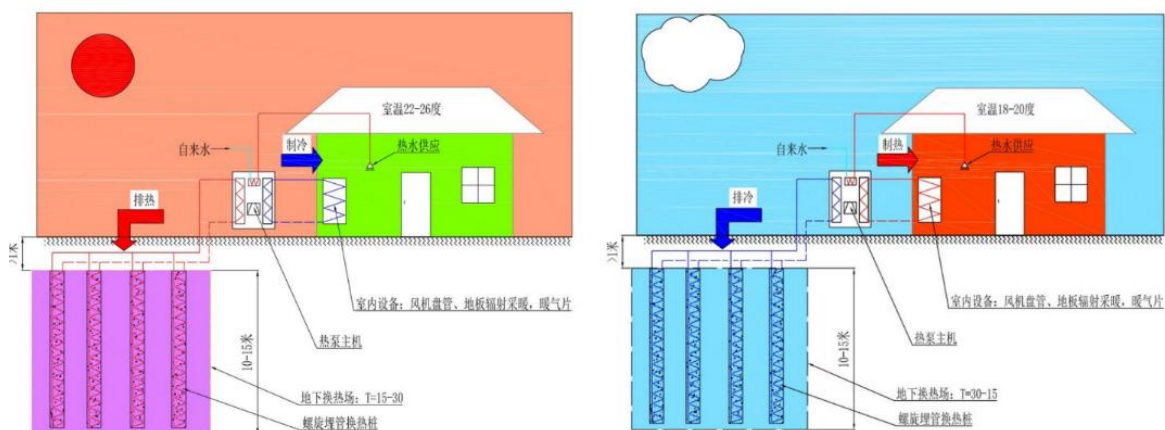 室温22-26度
制冷
自来水
热水供应
排热
>1米
室内设备：风机盘管、地板辐射采暖，暖气片
10-15米
热泵主机
地下换热场：T=15-30
螺旋埋管换热桩
室温18-20度
制热
自来水
热水供应
排冷
>1米
室内设备：风机盘管、地板辐射采暖，暖气片
10-15米
热泵主机
地下换热场：T=30-15
螺旋埋管换热桩